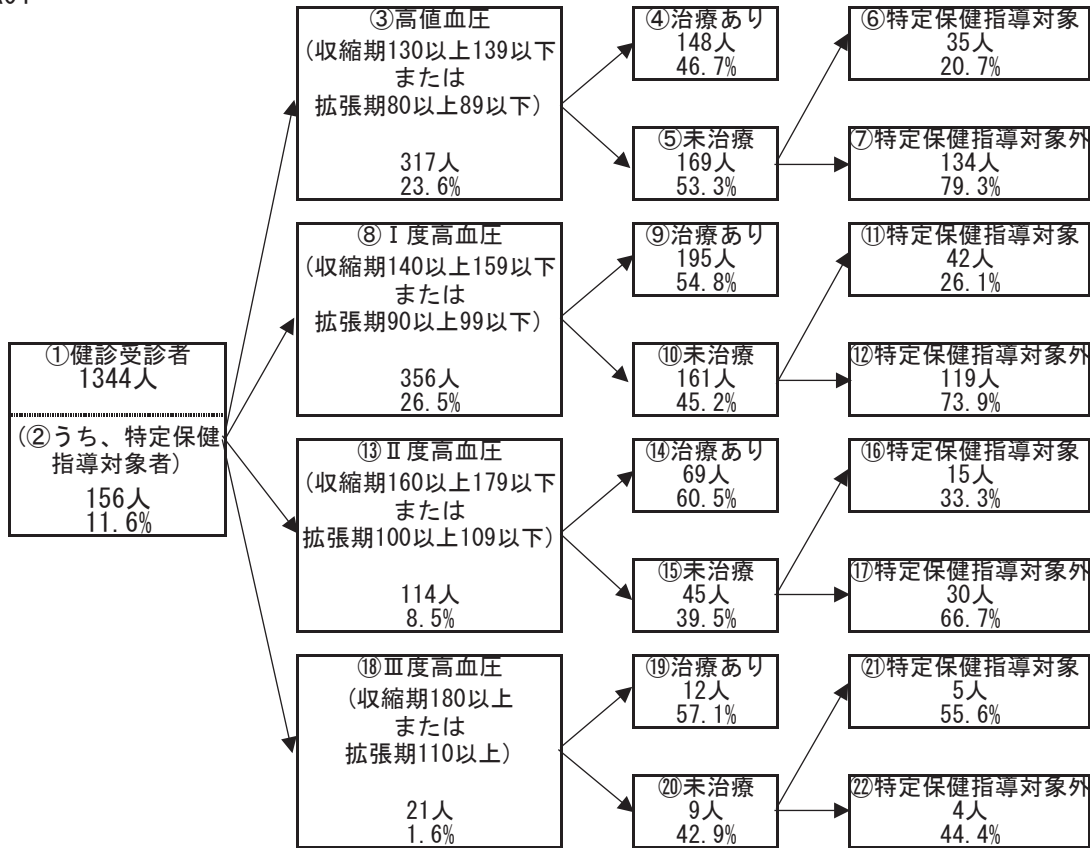 ①健診受診者
1344人
(②うち、特定保健
指導対象者)
156人
11.6%
③高値血圧
(収縮期130以上139以下
または
拡張期80以上89以下)
317人
23.6%
④治療あり
148人
46.7%
⑤未治療
169人
53.3%
⑥特定保健指導対象
35人
20.7%
⑦特定保健指導対象外
134人
79.3%
⑧Ⅰ度高血圧
(収縮期140以上159以下
または
拡張期90以上99以下)
356人
26.5%
⑨治療あり
195人
54.8%
⑩未治療
161人
45.2%
⑪特定保健指導対象
42人
26.1%
⑫特定保健指導対象外
119人
73.9%
⑬Ⅱ度高血圧
(収縮期160以上179以下
または
拡張期100以上109以下)
114人
8.5%
⑭治療あり
69人
60.5%
⑮未治療
45人
39.5%
⑯特定保健指導対象
15人
33.3%
⑰特定保健指導対象外
30人
66.7%
⑱Ⅲ度高血圧
(収縮期180以上
または
拡張期110以上)
21人
1.6%
⑲治療あり
12人
57.1%
⑳未治療
9人
42.9%
㉑特定保健指導対象
5人
55.6%
㉒特定保健指導対象外
4人
44.4%